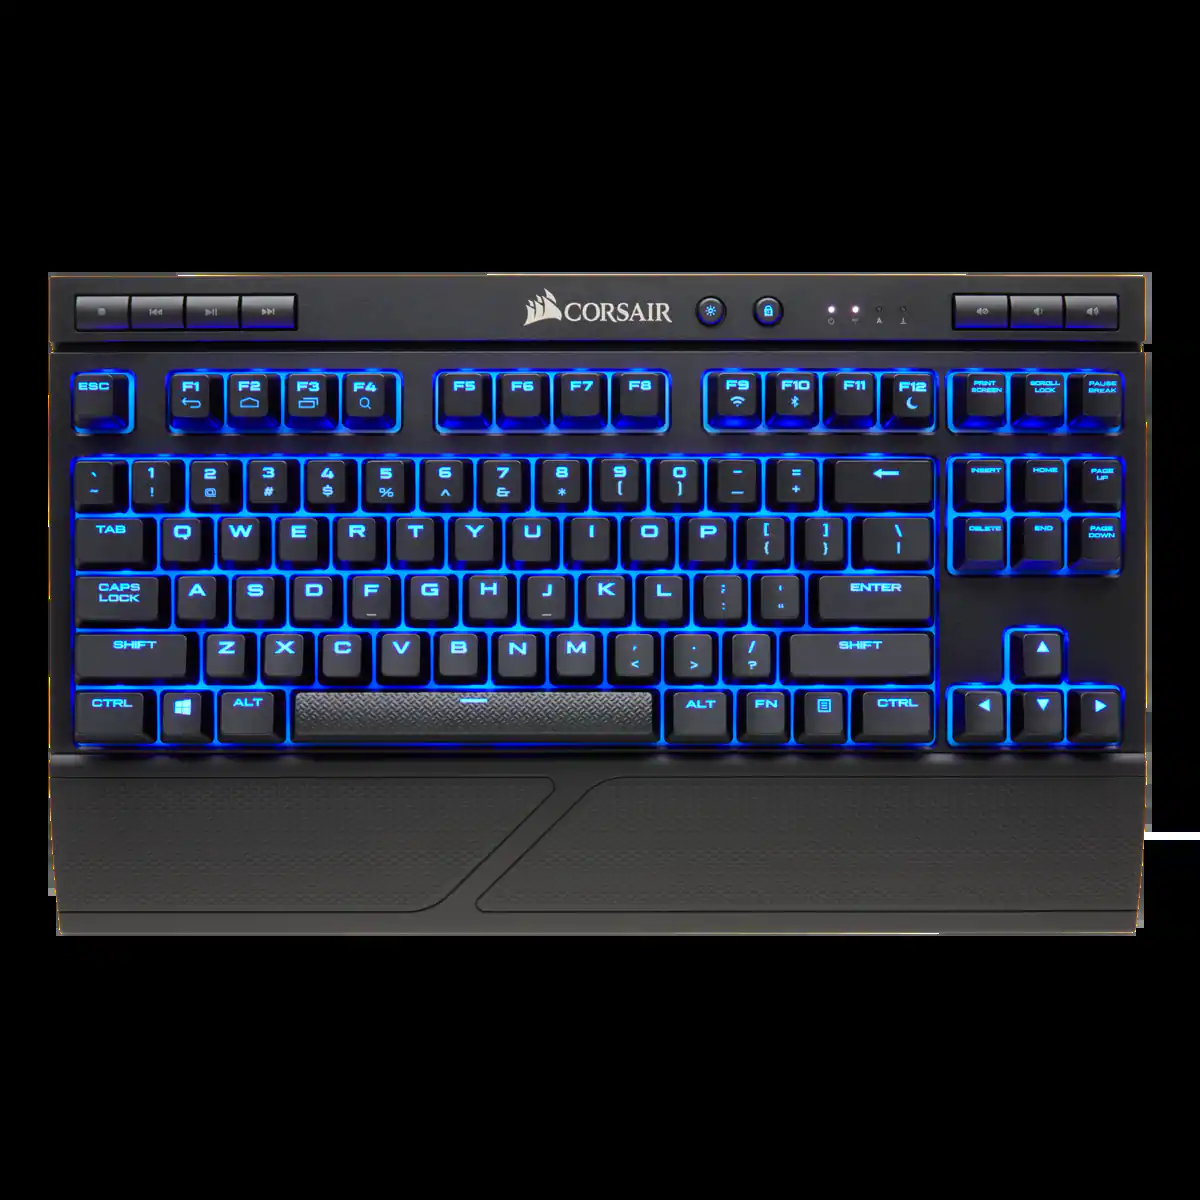 CORSAIR
A
ESC F1 F2 F3 F4 F5 F6 F7 F8 F9 F10 F11 F12 PRINT SCREEN SCROLL LOCK PAUSE BREAK
` 1 2 3 4 5 6 7 8 9 0 - = ← INSERT HOME PAGE UP
~ ! @ # $ % ^ & * ( ) _ +
TAB Q W E R T Y U I O P [ ] \ DELETE END PAGE DOWN
{ } |
CAPS LOCK A S D F G H J K L ; ' ENTER
: "
SHIFT Z X C V B N M , . / SHIFT ▲
< > ?
CTRL ALT ALT FN CTRL ◀ ▼ ▶